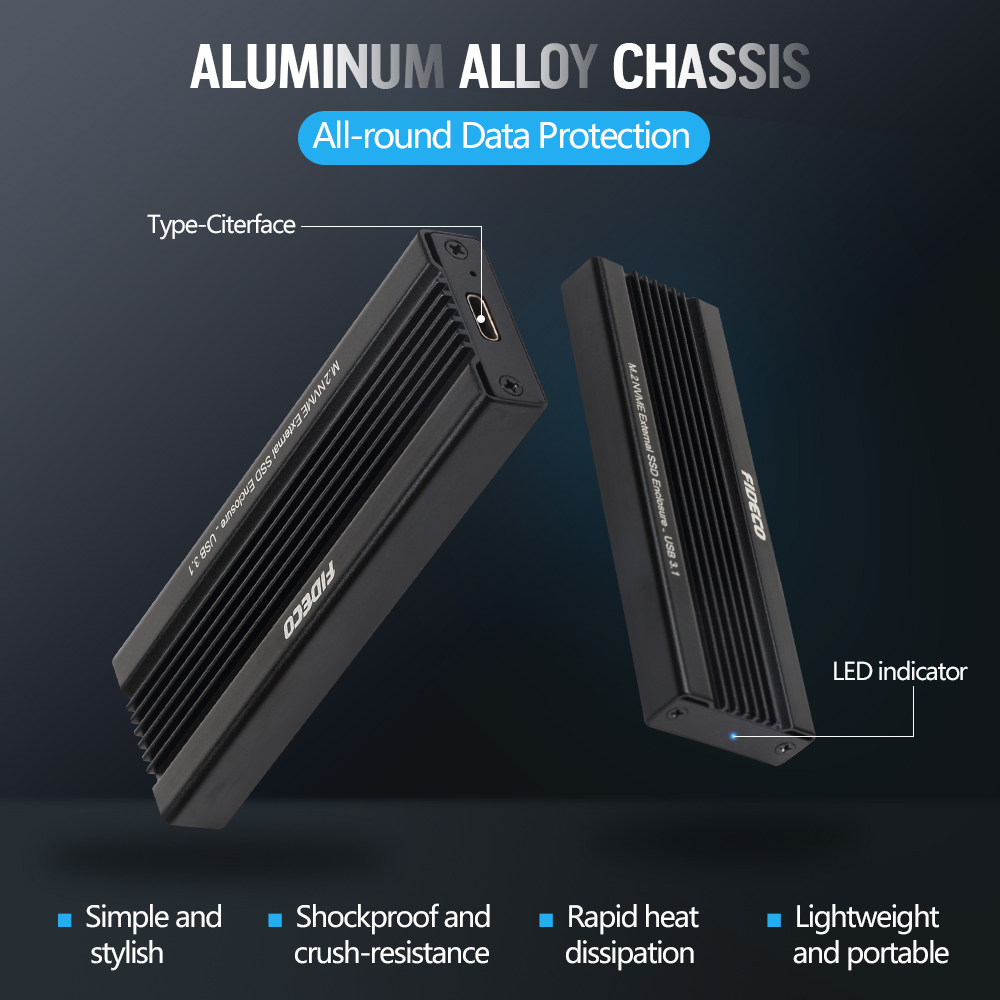 ALUMINUM ALLOY CHASSIS
All-round Data Protection
Type-Citerface
M.2 NVME External SSD Enclosure - USB 3.1
FIDECO
M.2 NVME External SSD Enclosure - USB 3.1
FIDECO
LED indicator
Simple and
stylish
Shockproof and
crush-resistance
Rapid heat
dissipation
Lightweight
and portable